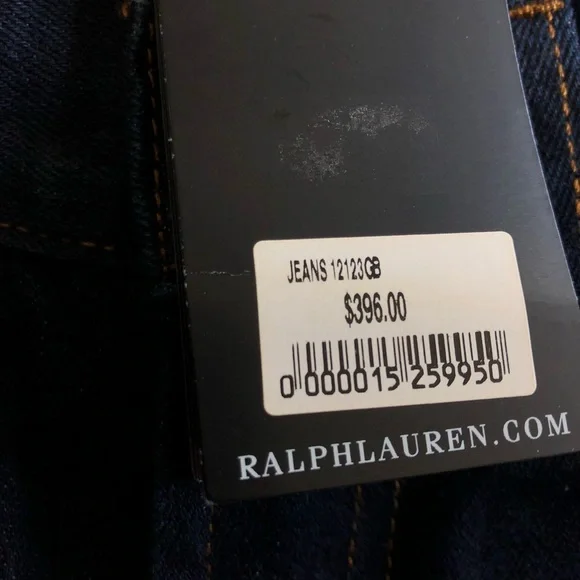 JEANS 12123GB
$396.00
0 000015 259950
RALPHLAUREN.COM